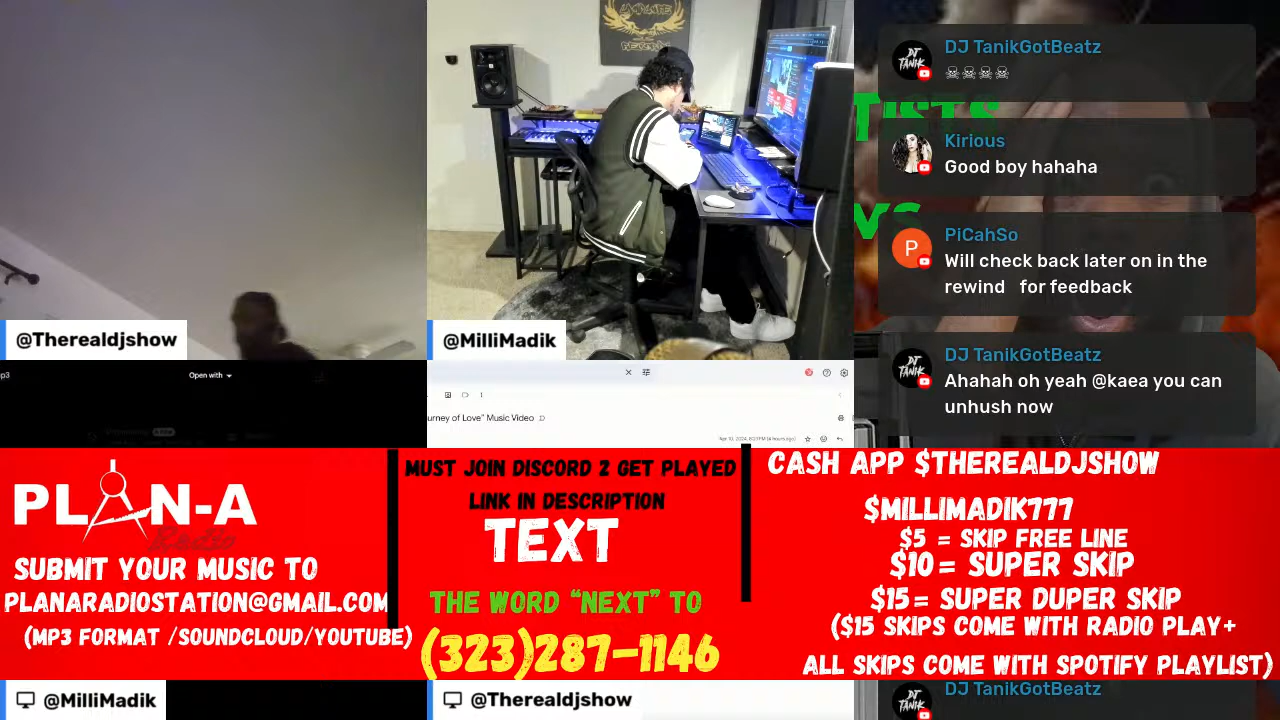 DJ TanikGotBeatz
☠☠☠☠
TISTS
Kirious
Good boy hahaha
PiCahSo
P
Will check back later on in the
rewind for feedback
DJ TanikGotBeatz
Ahahah oh yeah @kaea you can
unhush now
DJ TANIK
@Therealdjshow
@MilliMadik
p3
Open with
urney of Love" Music Video
PLAN-A
Radio
SUBMIT YOUR MUSIC TO
PLANARADIOSTATION@GMAIL.COM
(MP3 FORMAT /SOUNDCLOUD/YOUTUBE)
MUST JOIN DISCORD 2 GET PLAYED
LINK IN DESCRIPTION
TEXT
THE WORD “NEXT” TO
(323)287-1146
CASH APP $THEREALDJSHOW
$MILLIMADIK777
$5 = SKIP FREE LINE
$10 = SUPER SKIP
$15= SUPER DUPER SKIP
($15 SKIPS COME WITH RADIO PLAY+
ALL SKIPS COME WITH SPOTIFY PLAYLIST)
@MilliMadik
@Therealdjshow
DJ TanikGotBeatz